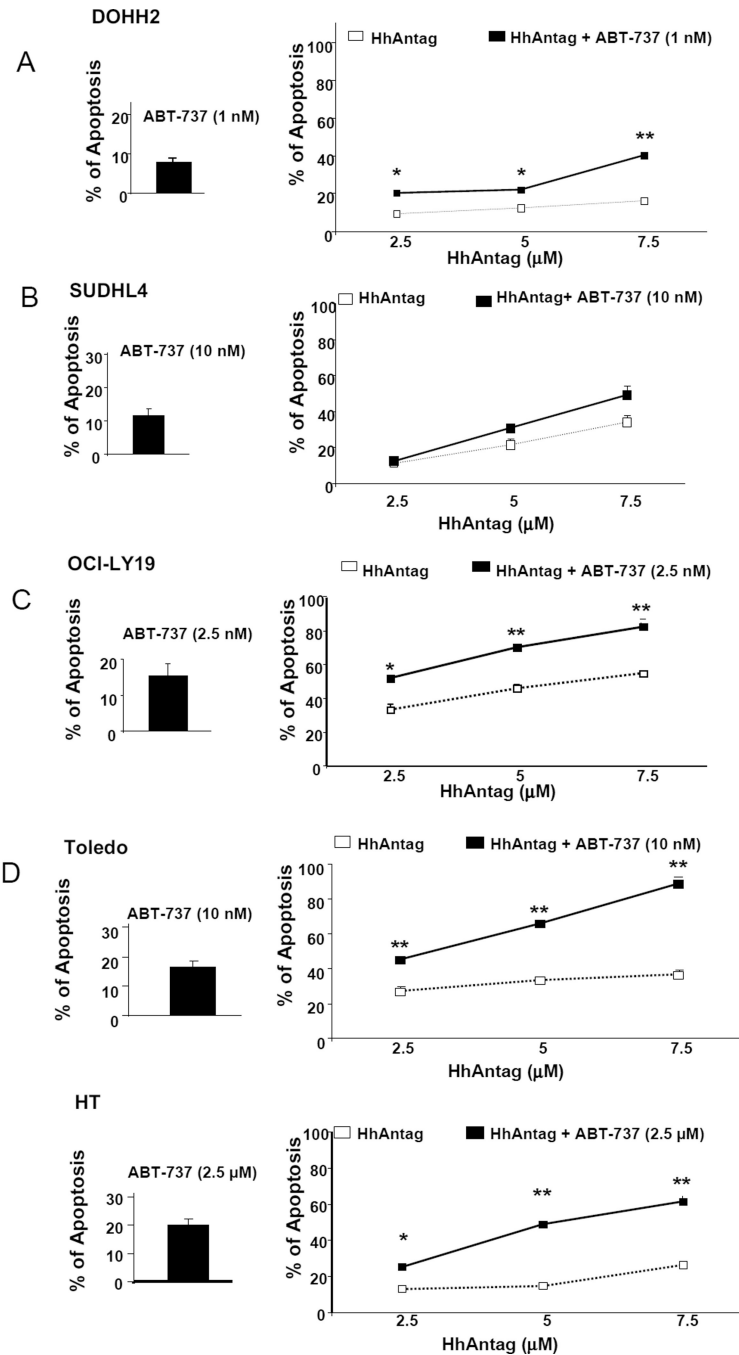 DOHH2
A
% of Apoptosis
ABT-737 (1 nM)
20
10
0
% of Apoptosis
HhAntag
HhAntag + ABT-737 (1 nM)
100
80
60
40
20
0
*
*
**
2.5
5
7.5
HhAntag (µM)
B
SUDHL4
% of Apoptosis
ABT-737 (10 nM)
30
20
10
0
% of Apoptosis
HhAntag
HhAntag+ ABT-737 (10 nM)
100
80
60
40
20
0
2.5
5
7.5
HhAntag (µM)
OCI-LY19
C
% of Apoptosis
ABT-737 (2.5 nM)
20
10
0
% of Apoptosis
HhAntag
HhAntag + ABT-737 (2.5 nM)
100
80
60
40
20
0
*
**
**
2.5
5
7.5
HhAntag (µM)
Toledo
D
% of Apoptosis
ABT-737 (10 nM)
30
20
10
0
% of Apoptosis
HhAntag
HhAntag + ABT-737 (10 nM)
100
80
60
40
20
0
**
**
**
2.5
5
7.5
HhAntag (µM)
HT
% of Apoptosis
ABT-737 (2.5 µM)
30
20
10
0
% of Apoptosis
HhAntag
HhAntag + ABT-737 (2.5 µM)
100
80
60
40
20
0
*
**
**
2.5
5
7.5
HhAntag (µM)